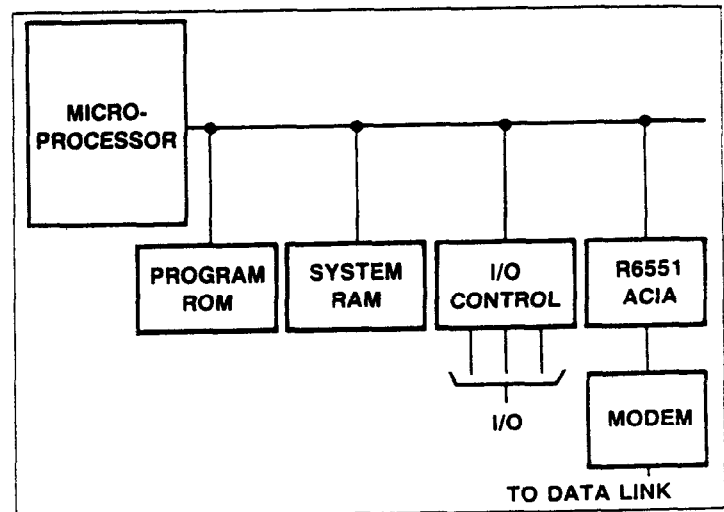 MICRO-
PROCESSOR
PROGRAM
ROM
SYSTEM
RAM
I/O
CONTROL
R6551
ACIA
I/O
MODEM
TO DATA LINK